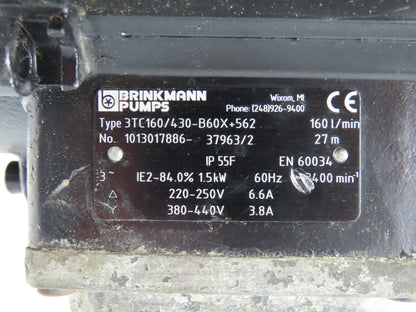 BRINKMANN
PUMPS
Wixom, MI
Phone: (248)926-9400
CE
Type 3TC160/430-B60X+562 160 l/min
No. 1013017886- 37963/2 27 m
IP 55F EN 60034
3~ IE2-84.0% 1.5kW 60Hz 3400 min⁻¹
△ 220-250V 6.6A
Y 380-440V 3.8A